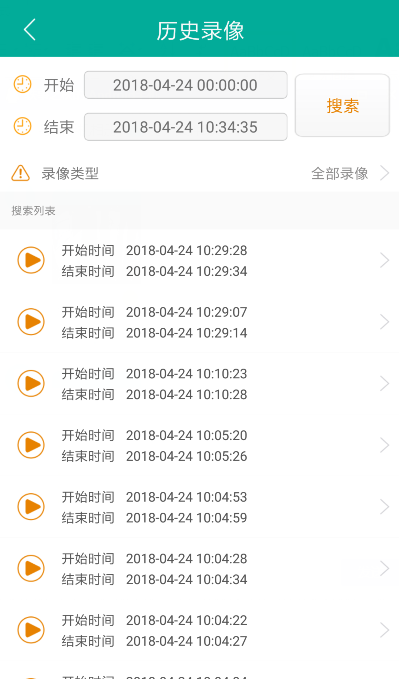 历史录像
开始 2018-04-24 00:00:00
搜索
结束 2018-04-24 10:34:35
录像类型 全部录像
搜索列表
开始时间 2018-04-24 10:29:28
结束时间 2018-04-24 10:29:34
开始时间 2018-04-24 10:29:07
结束时间 2018-04-24 10:29:14
开始时间 2018-04-24 10:10:23
结束时间 2018-04-24 10:10:28
开始时间 2018-04-24 10:05:20
结束时间 2018-04-24 10:05:26
开始时间 2018-04-24 10:04:53
结束时间 2018-04-24 10:04:59
开始时间 2018-04-24 10:04:28
结束时间 2018-04-24 10:04:34
开始时间 2018-04-24 10:04:22
结束时间 2018-04-24 10:04:27